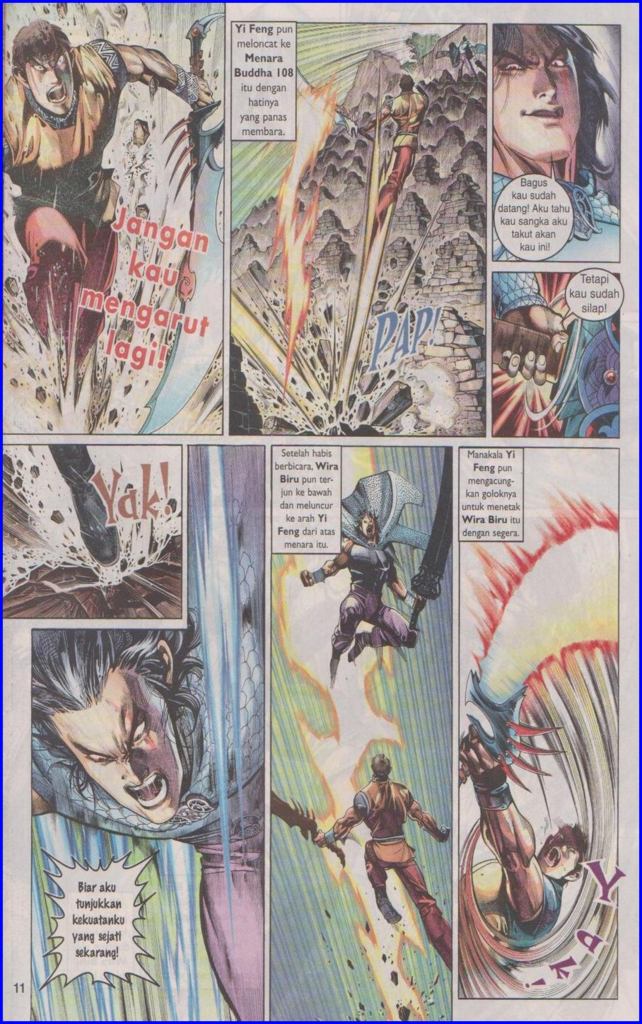 Jangan
kau
mengarut
lagi!
Yi Feng pun
meloncat ke
Menara
Buddha 108
itu dengan
hatinya
yang panas
membara.
PAP!
Bagus
kau sudah
datang! Aku tahu
kau sangka aku
takut akan
kau ini!
Tetapi
kau sudah
silap!
Yak!
Biar aku
tunjukkan
kekuatanku
yang sejati
sekarang!
Setelah habis
berbicara, Wira
Biru pun ter-
jun ke bawah
dan meluncur
ke arah Yi
Feng dari atas
menara itu.
Manakala Yi
Feng pun
mengacung-
kan goloknya
untuk menetak
Wira Biru itu
dengan segera.
Yak!
11